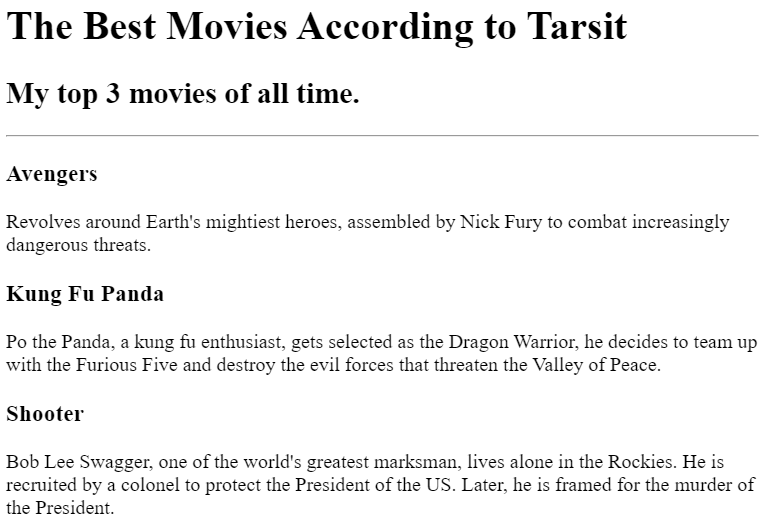 The Best Movies According to Tarsit
My top 3 movies of all time.
Avengers
Revolves around Earth's mightiest heroes, assembled by Nick Fury to combat increasingly
dangerous threats.
Kung Fu Panda
Po the Panda, a kung fu enthusiast, gets selected as the Dragon Warrior, he decides to team up
with the Furious Five and destroy the evil forces that threaten the Valley of Peace.
Shooter
Bob Lee Swagger, one of the world's greatest marksman, lives alone in the Rockies. He is
recruited by a colonel to protect the President of the US. Later, he is framed for the murder of
the President.